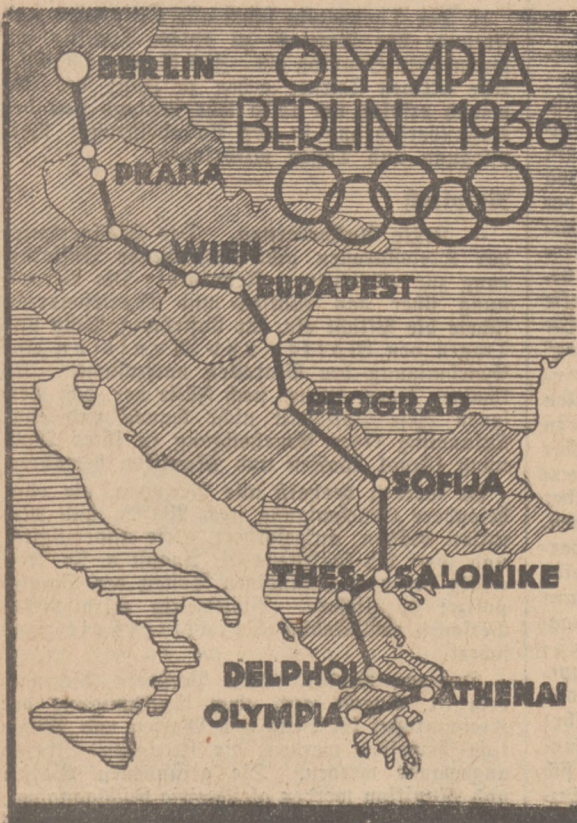 OLYMPIA
BERLIN 1936
BERLIN
PRAHA
WIEN
BUDAPEST
BEOGRAD
SOFIJA
THES-SALONIKE
DELPHOI
ATHENAI
OLYMPIA